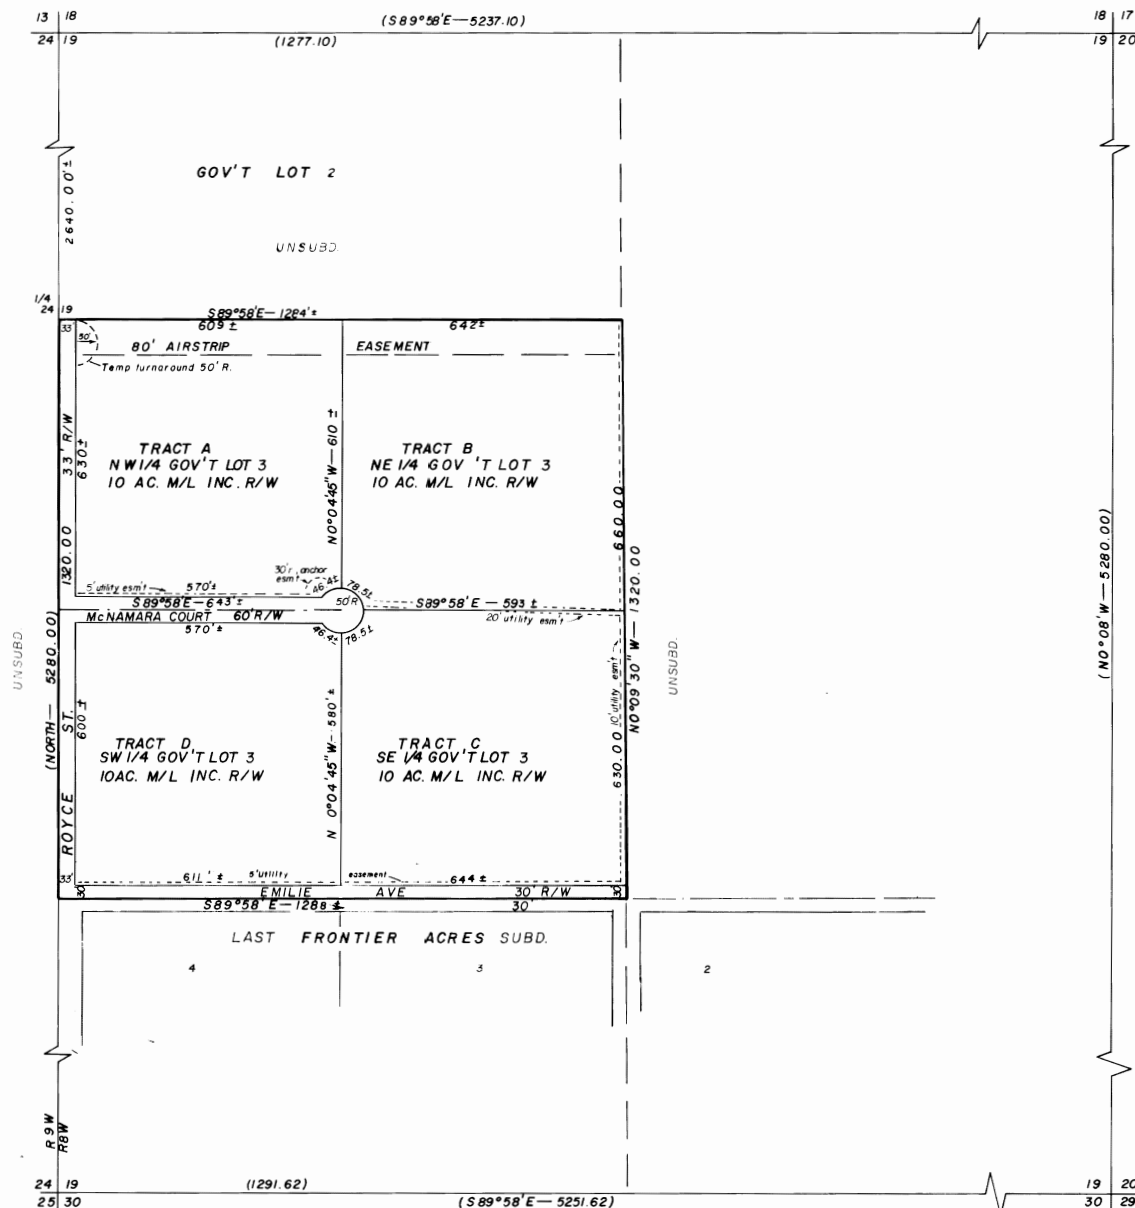 13 18
(S89°58'E—5237.10)
18 17
24 19
(1277.10)
19 20
2640.00'±
GOV'T LOT 2
UNSUBD.
1/4
24 19
S89°58'E—1284'±
33'
609±
642±
50'
80' AIRSTRIP EASEMENT
Temp turnaround 50' R.
33' R/W
630±
N0°04'45"W—610±
TRACT A
NW1/4 GOV'T LOT 3
10 AC. M/L INC. R/W
TRACT B
NE 1/4 GOV'T LOT 3
10 AC. M/L INC. R/W
660.00
1320.00
N0°09'30"W—1320.00
(N0°08'W—5280.00)
30'r. anchor
esm't
5' utility esm't
570'±
46.4±
78.5±
S89°58'E—643'±
50'R
S89°58'E—593±
McNAMARA COURT 60'R/W
20' utility esm't
570'±
46.4±
78.5±
UNSUBD
(NORTH—5280.00)
ROYCE ST.
600±
N 0°04'45"W—580'±
10' utility esm't
630.00
UNSUBD.
TRACT D
SW 1/4 GOV'T LOT 3
10AC. M/L INC. R/W
TRACT C
SE 1/4 GOV'T LOT 3
10 AC. M/L INC. R/W
33'
611'±
5'utility easement
644±
30'
EMILIE AVE 30' R/W
30'
S89°58'E—1288±
30'
LAST FRONTIER ACRES SUBD.
4
3
2
R9W
R8W
24 19
(1291.62)
19 20
25 30
(S89°58'E—5251.62)
30 29